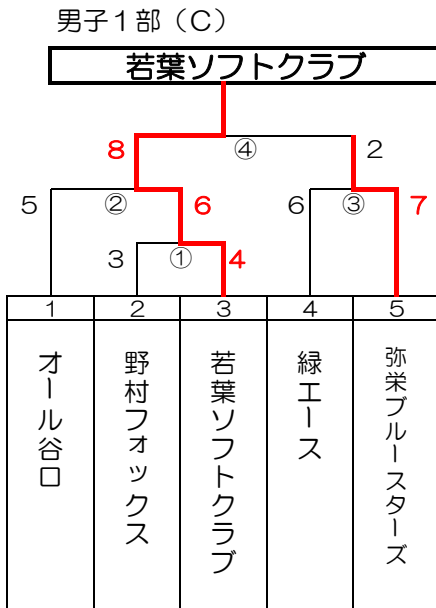 男子１部（C）
若葉ソフトクラブ
8 ④ 2
5 ② 6 6 ③ 7
3 ① 4
1 2 3 4 5
オール谷口
野村フォックス
若葉ソフトクラブ
緑エース
弥栄ブルースターズ